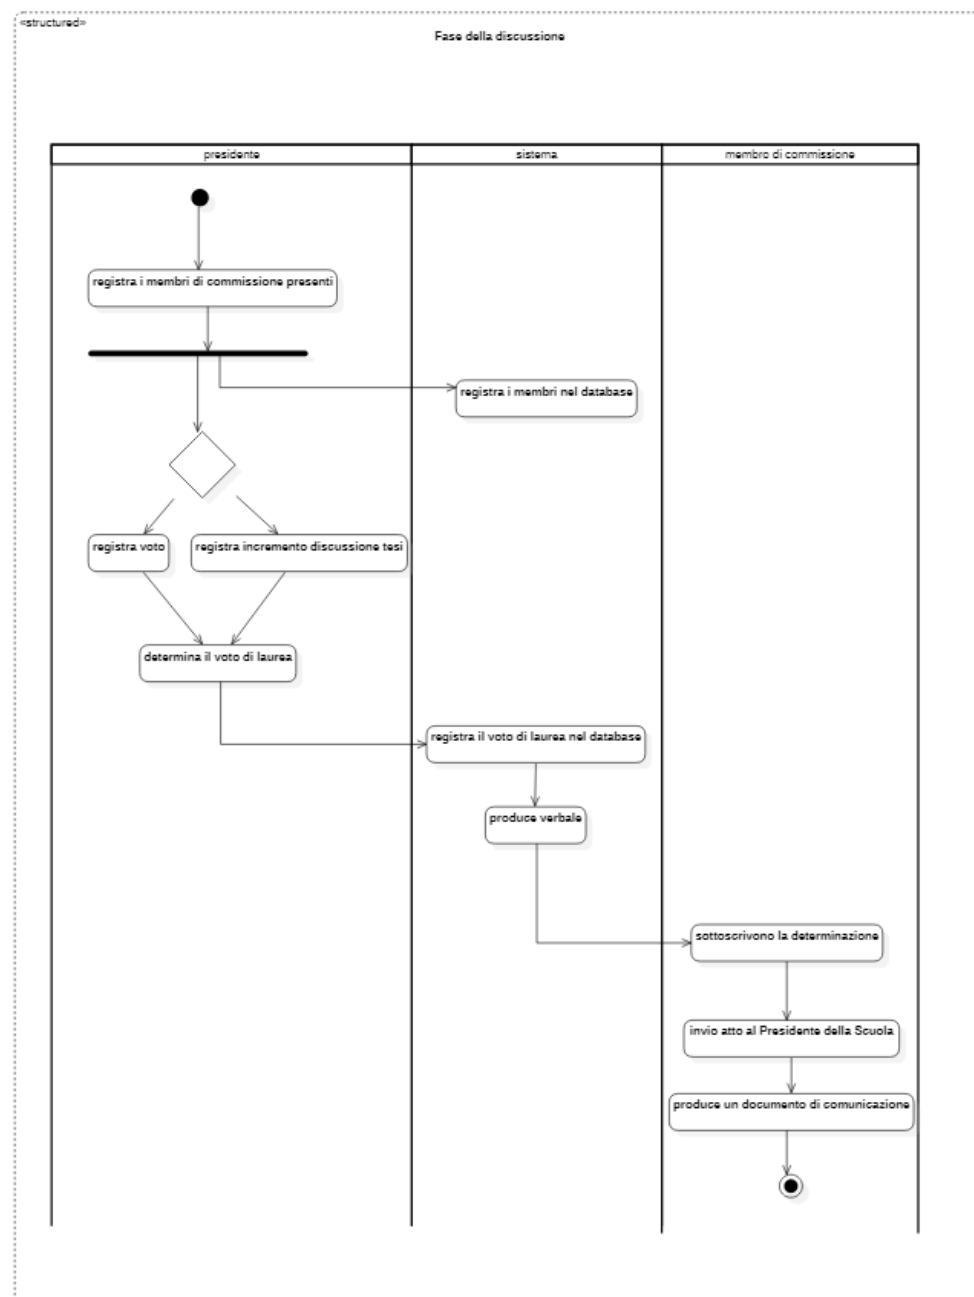 «structured»
Fase della discussione
presidente
sistema
membro di commissione
registra i membri di commissione presenti
registra i membri nel database
registra voto
registra incremento discussione tesi
determina il voto di laurea
registra il voto di laurea nel database
produce verbale
sottoscrivono la determinazione
invio atto al Presidente della Scuola
produce un documento di comunicazione